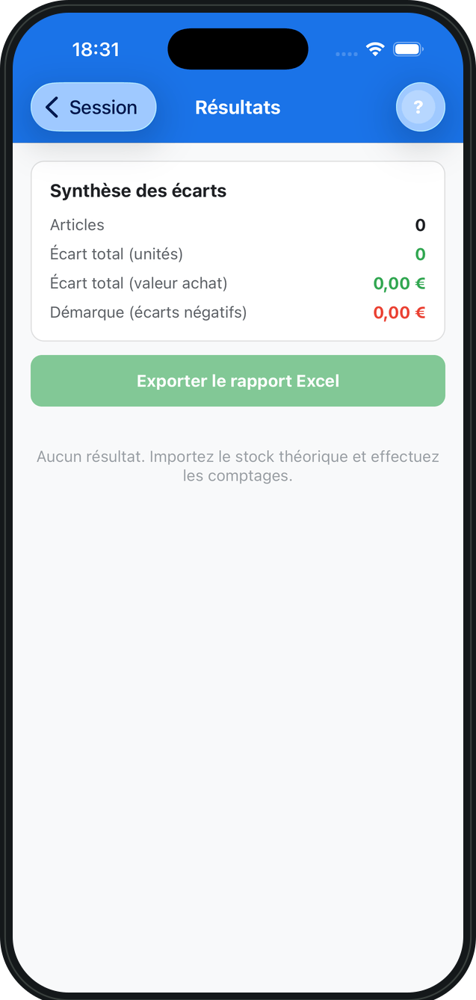 18:31
Session
Résultats
?
Synthèse des écarts
Articles 0
Écart total (unités) 0
Écart total (valeur achat) 0,00 €
Démarque (écarts négatifs) 0,00 €
Exporter le rapport Excel
Aucun résultat. Importez le stock théorique et effectuez
les comptages.